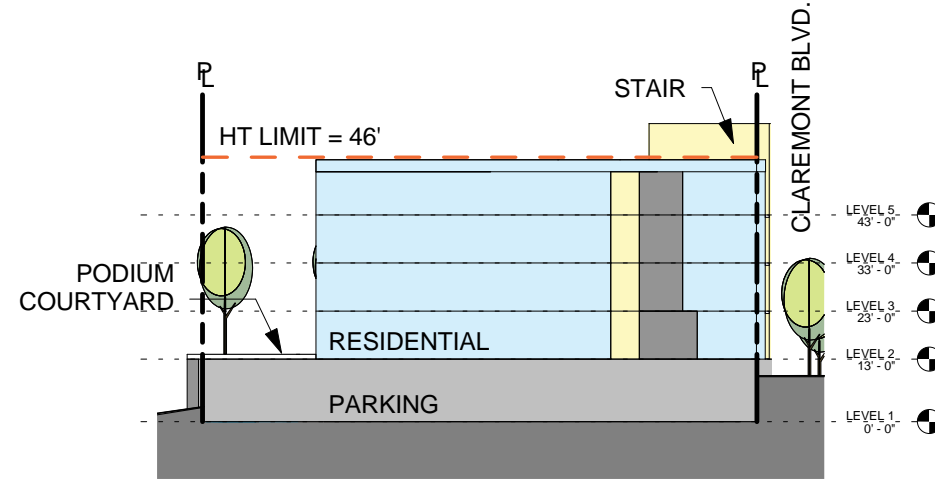 CLAREMONT BLVD.
PL
PL
STAIR
HT LIMIT = 46'
LEVEL 5
43' - 0"
LEVEL 4
33' - 0"
PODIUM
COURTYARD
LEVEL 3
23' - 0"
RESIDENTIAL
LEVEL 2
13' - 0"
PARKING
LEVEL 1
0' - 0"